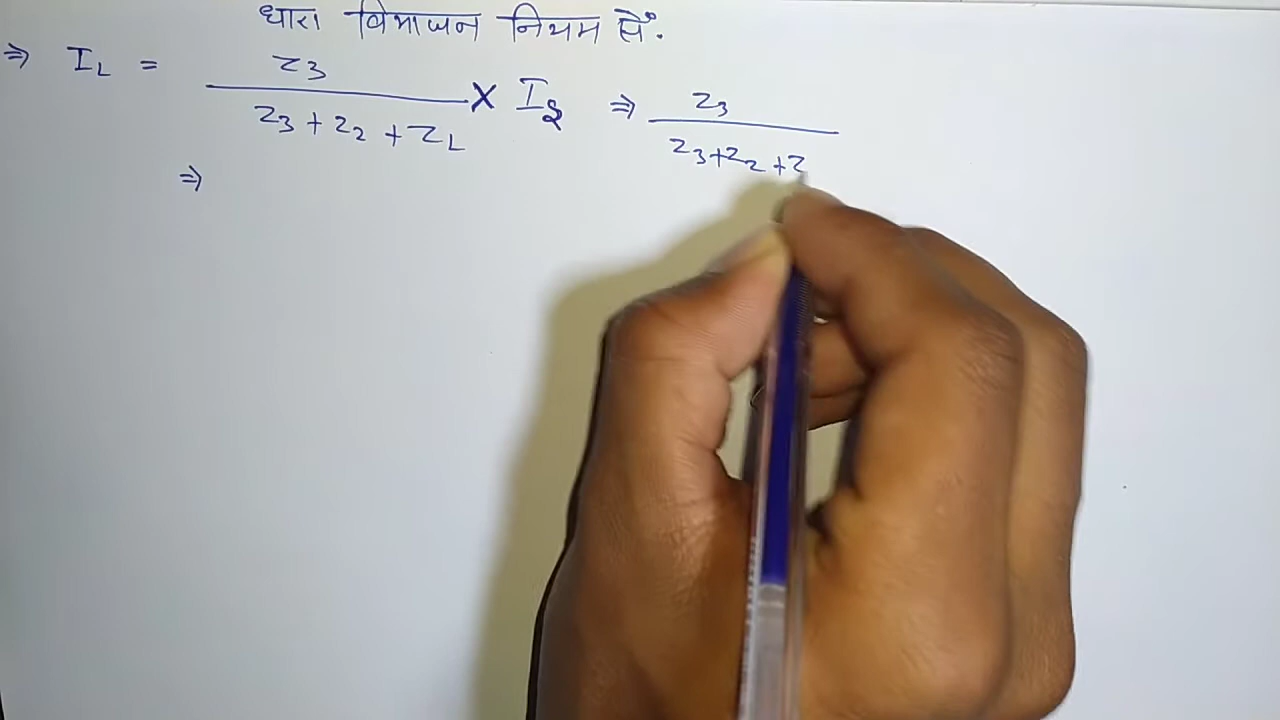 धारा विभाजन नियम सें.
⇒ I_L = Z3 / (Z3 + Z2 + Z_L) × I_S ⇒ Z3 / (Z3 + Z2 + Z
⇒